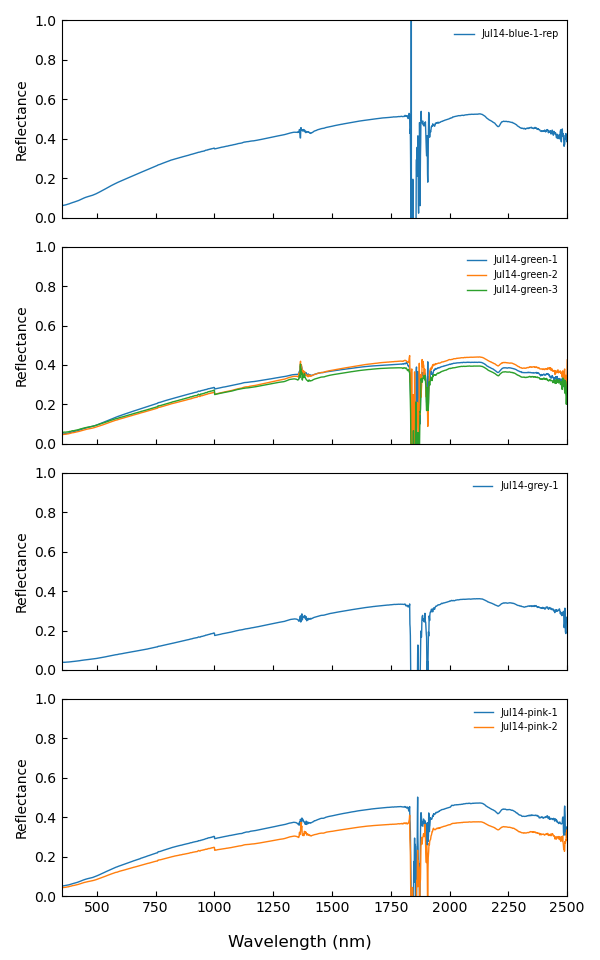 1.0
0.8
0.6
0.4
0.2
0.0
Reflectance
Jul14-blue-1-rep
1.0
0.8
0.6
0.4
0.2
0.0
Reflectance
Jul14-green-1
Jul14-green-2
Jul14-green-3
1.0
0.8
0.6
0.4
0.2
0.0
Reflectance
Jul14-grey-1
1.0
0.8
0.6
0.4
0.2
0.0
Reflectance
Jul14-pink-1
Jul14-pink-2
500 750 1000 1250 1500 1750 2000 2250 2500
Wavelength (nm)